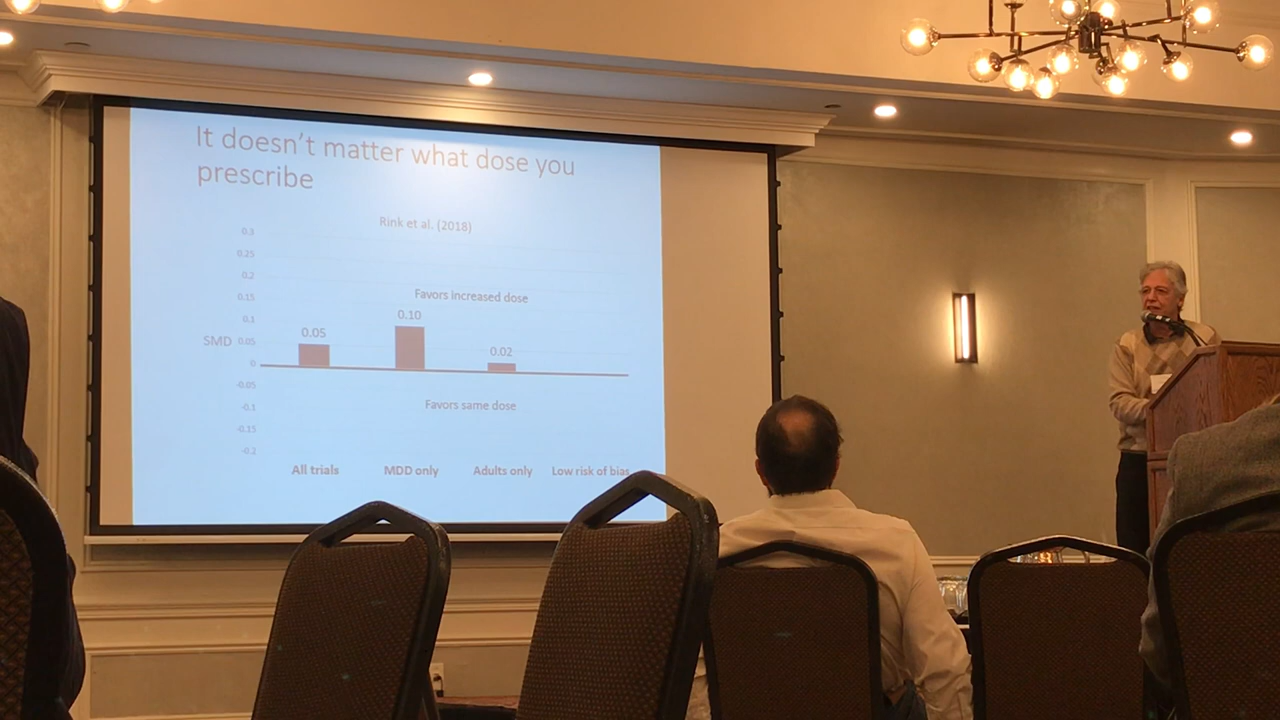 It doesn't matter what dose you
prescribe
Rink et al. (2018)
0.3
0.25
0.2
0.15
0.1
0.05
0
-0.05
-0.1
-0.15
-0.2
SMD
Favors increased dose
0.05
0.10
0.02
Favors same dose
All trials
MDD only
Adults only
Low risk of bias